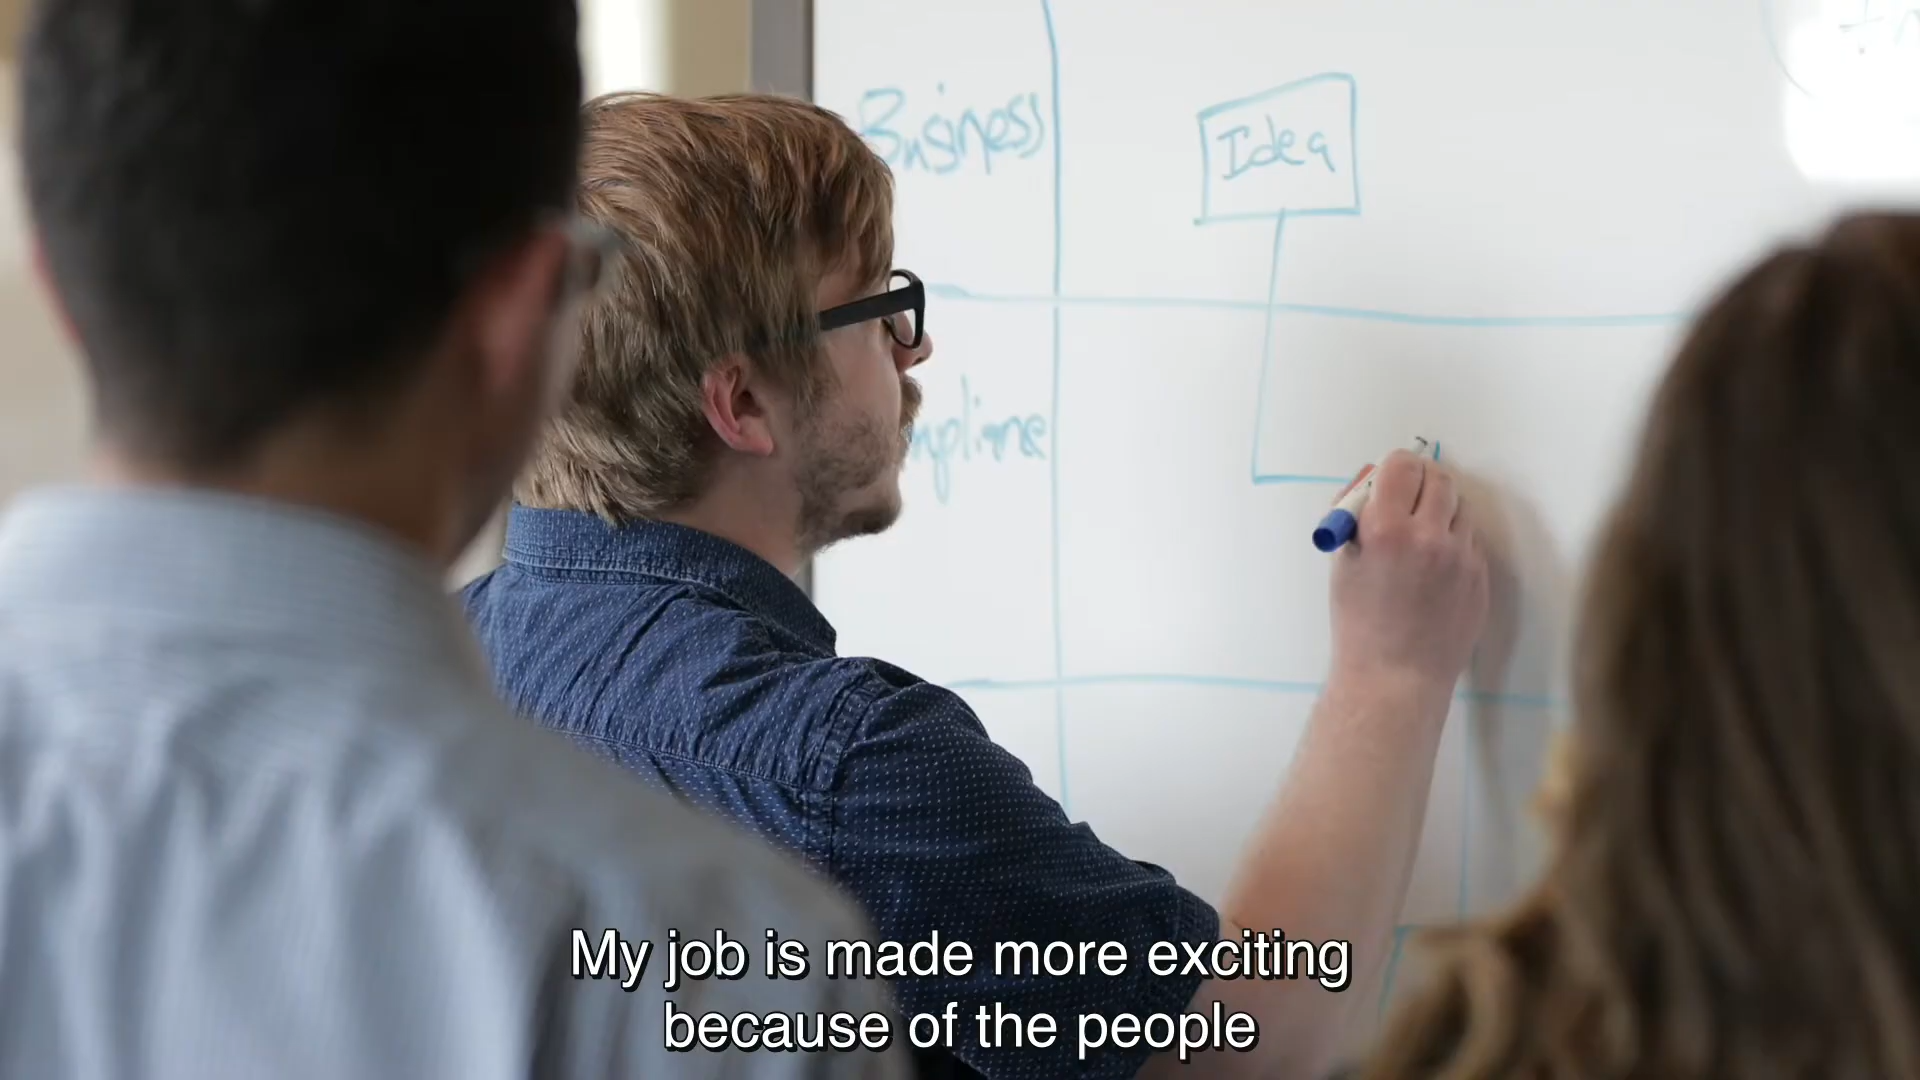 Business
Idea
My job is made more exciting
because of the people